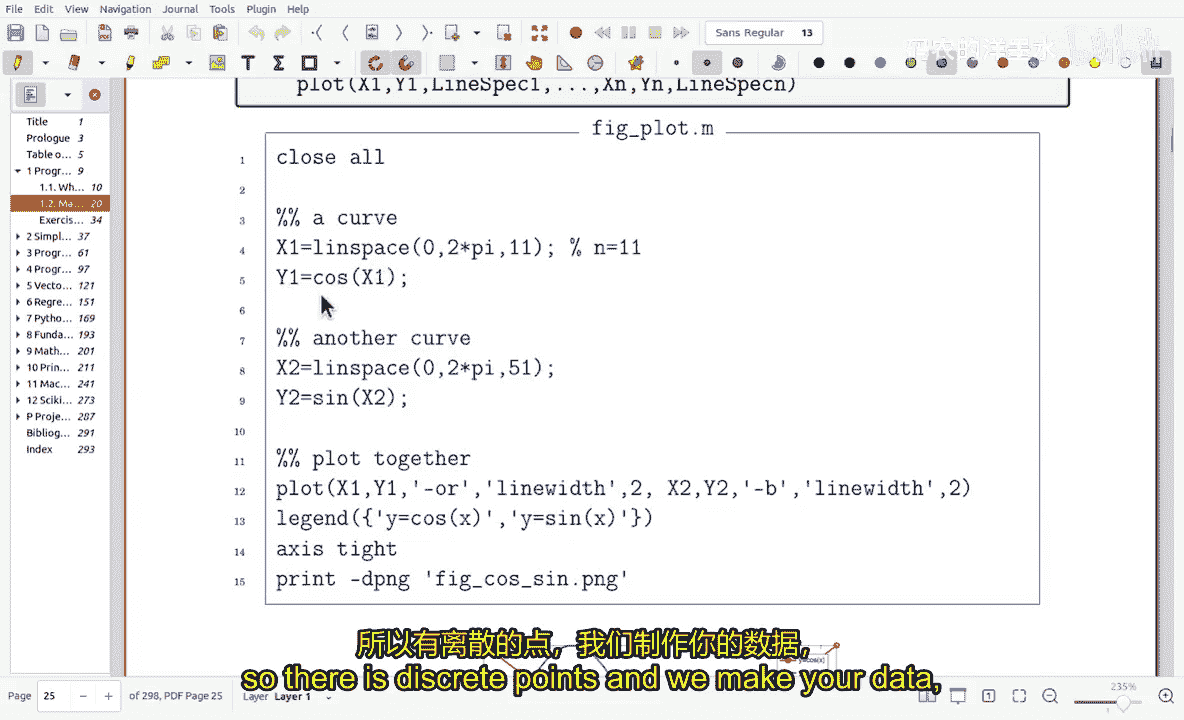 File Edit View Navigation Journal Tools Plugin Help
Sans Regular 13
plot(X1,Y1,LineSpec1,...,Xn,Yn,LineSpecn)
Title 1
Prologue 3
Table o... 5
1 Progr... 9
1.1. Wh... 10
1.2. Ma... 20
Exercis... 34
2 Simpl... 37
3 Progr... 61
4 Progr... 97
5 Vecto... 121
6 Regre... 151
7 Pytho... 169
8 Funda... 193
9 Math... 201
10 Prin... 211
11 Mac... 241
12 Sciki... 273
P Proje... 287
Bibliog... 291
Index 293
fig_plot.m
1 close all
2
3 %% a curve
4 X1=linspace(0,2*pi,11); % n=11
5 Y1=cos(X1);
6
7 %% another curve
8 X2=linspace(0,2*pi,51);
9 Y2=sin(X2);
10
11 %% plot together
12 plot(X1,Y1,'-or','linewidth',2, X2,Y2,'-b','linewidth',2)
13 legend({'y=cos(x)','y=sin(x)'})
14 axis tight
15 print -dpng 'fig_cos_sin.png'
y=cos(x)
所以有离散的点，我们制作你的数据，
so there is discrete points and we make your data,
Page 25 − + of 298, PDF Page 25 Layer Layer 1
235%